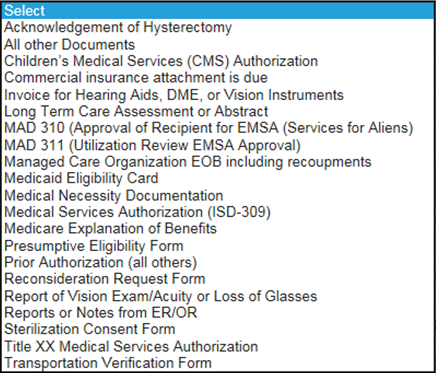 Select
Acknowledgement of Hysterectomy
All other Documents
Children's Medical Services (CMS) Authorization
Commercial insurance attachment is due
Invoice for Hearing Aids, DME, or Vision Instruments
Long Term Care Assessment or Abstract
MAD 310 (Approval of Recipient for EMSA (Services for Aliens)
MAD 311 (Utilization Review EMSA Approval)
Managed Care Organization EOB including recoupments
Medicaid Eligibility Card
Medical Necessity Documentation
Medical Services Authorization (ISD-309)
Medicare Explanation of Benefits
Presumptive Eligibility Form
Prior Authorization (all others)
Reconsideration Request Form
Report of Vision Exam/Acuity or Loss of Glasses
Reports or Notes from ER/OR
Sterilization Consent Form
Title XX Medical Services Authorization
Transportation Verification Form